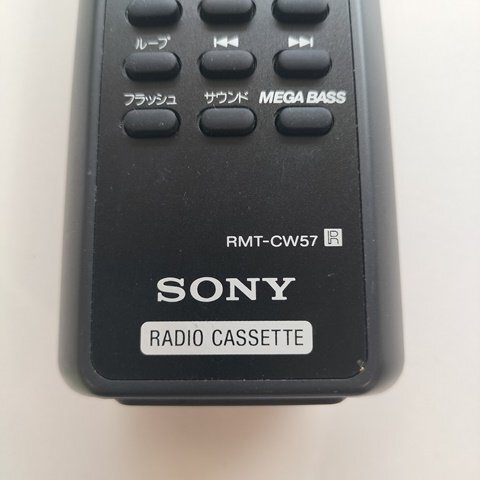 ループ ⏮ ⏭
フラッシュ サウンド MEGA BASS
RMT-CW57
SONY
RADIO CASSETTE